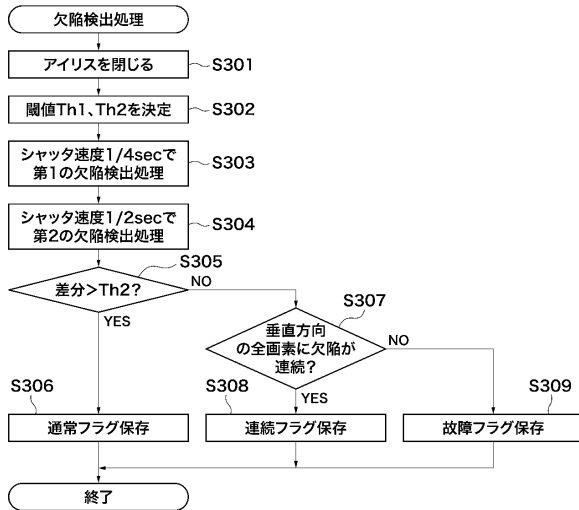 欠陥検出処理
アイリスを閉じる
S301
閾値Th1、Th2を決定
S302
シャッタ速度1/4secで
第1の欠陥検出処理
S303
シャッタ速度1/2secで
第2の欠陥検出処理
S304
S305
差分>Th2?
NO
YES
S307
垂直方向
の全画素に欠陥が
連続?
NO
YES
S306
通常フラグ保存
S308
連続フラグ保存
S309
故障フラグ保存
終了